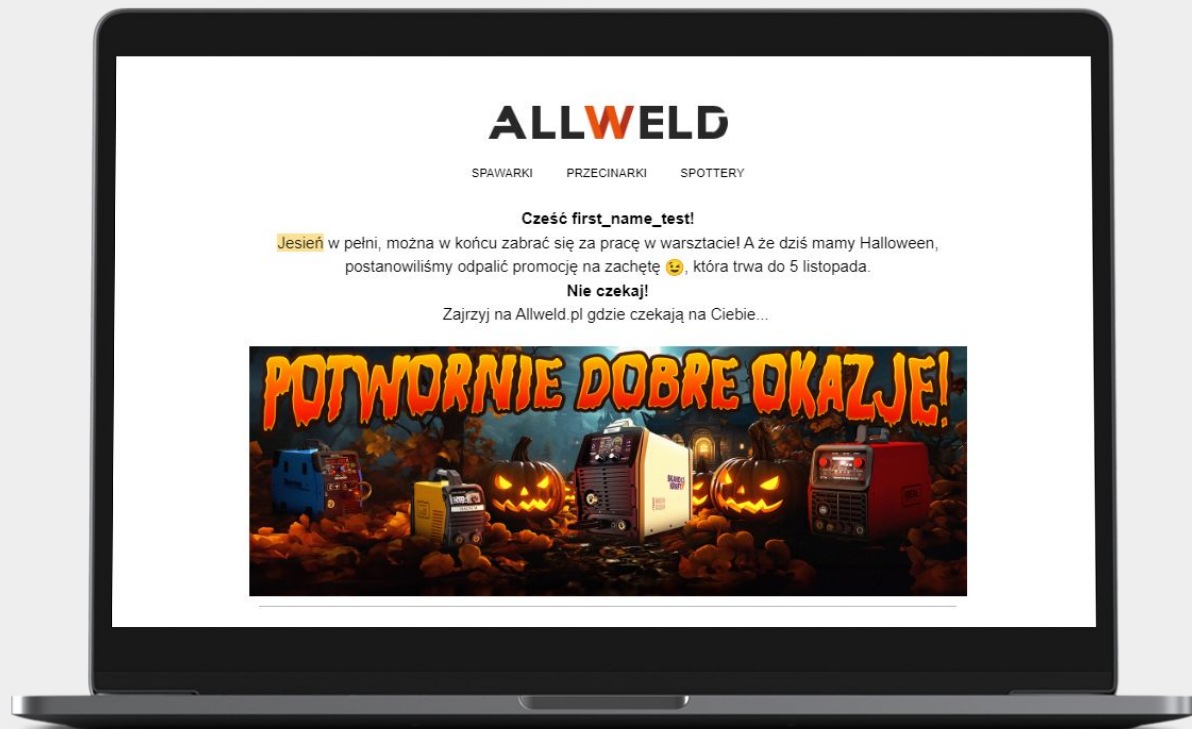 ALLWELD
SPAWARKI PRZECINARKI SPOTTERY
Cześć first_name_test!
Jesień w pełni, można w końcu zabrać się za pracę w warsztacie! A że dziś mamy Halloween,
postanowiliśmy odpalić promocję na zachętę 😉, która trwa do 5 listopada.
Nie czekaj!
Zajrzyj na Allweld.pl gdzie czekają na Ciebie...
POTWORNIE DOBRE OKAZJE!